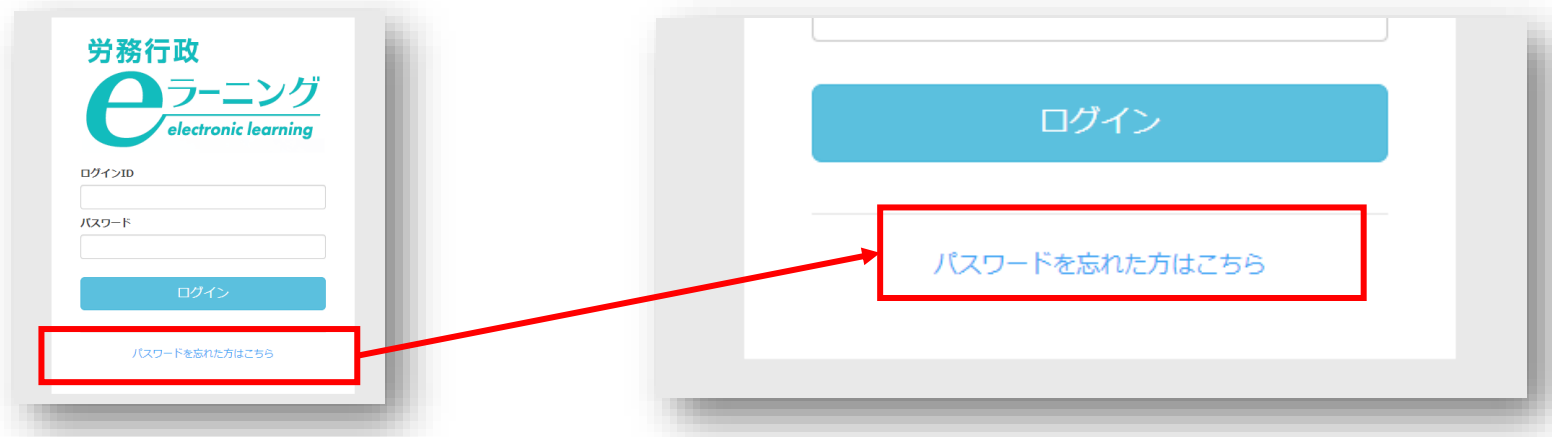 労務行政
eラーニング
electronic learning
ログインID
パスワード
ログイン
パスワードを忘れた方はこちら
ログイン
パスワードを忘れた方はこちら